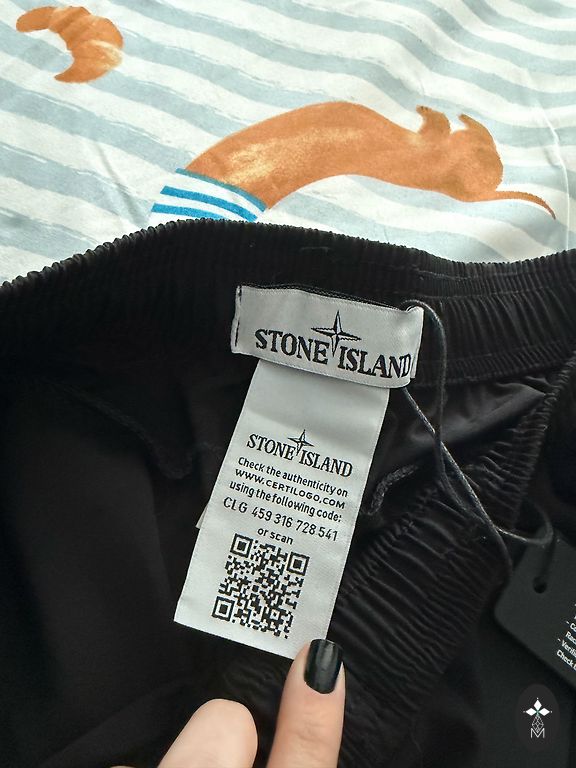 STONE ISLAND
STONE ISLAND
Check the authenticity on
WWW.CERTILOGO.COM
using the following code:
CLG 459 316 728 541
or scan
Check
M